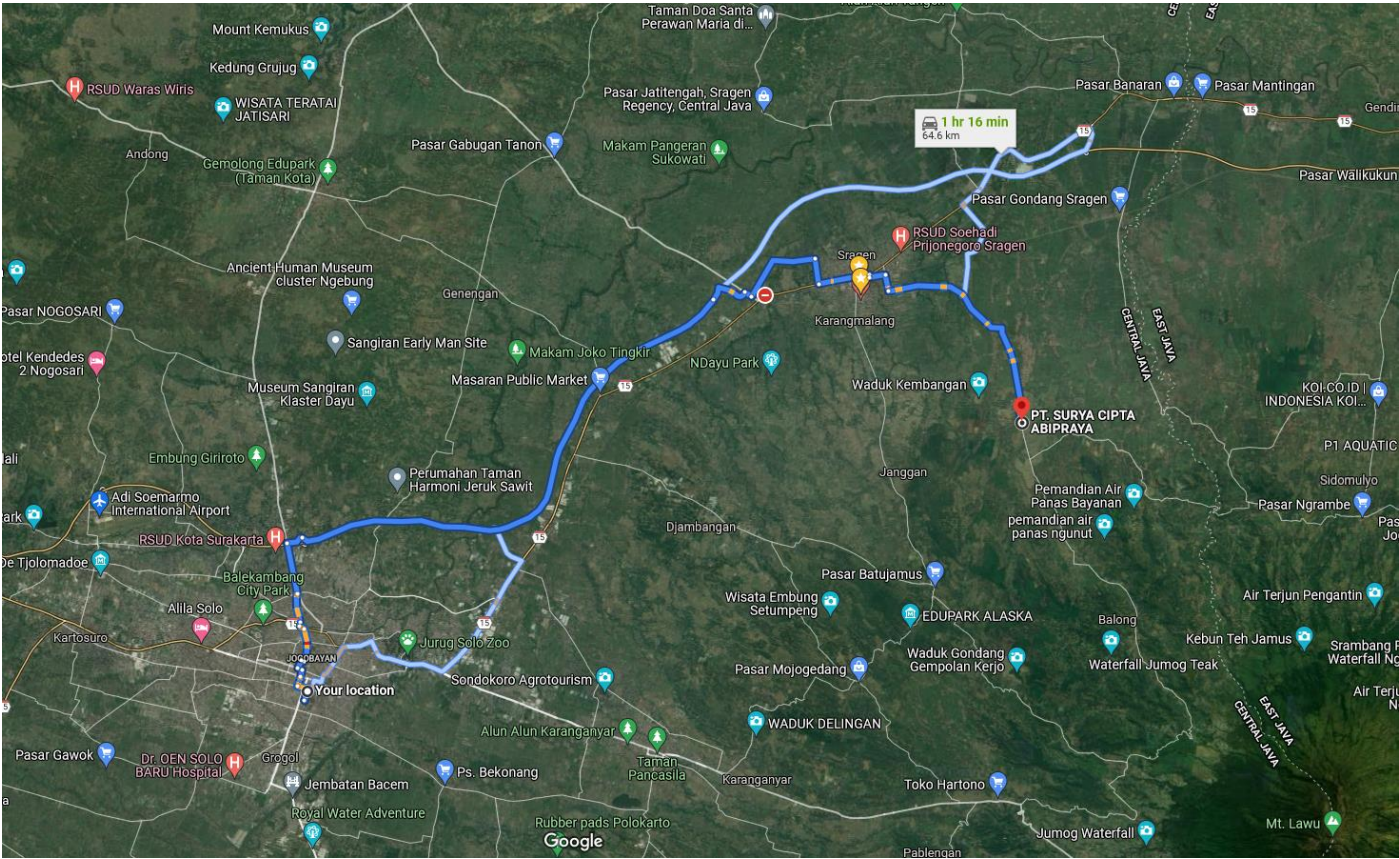 Mount Kemukus
Kedung Grujug
RSUD Waras Wiris
WISATA TERATAI
JATISARI
Andong
Gemolong Edupark
(Taman Kota)
Taman Doa Santa
Perawan Maria di...
Pasar Jatitengah, Sragen
Regency, Central Java
Pasar Gabugan Tanon
Makam Pangeran
Sukowati
1 hr 16 min
64.6 km
15
Pasar Banaran
Pasar Mantingan
15
15
Pasar Walikukun
Pasar Gondang Sragen
RSUD Soehadi
Prijonegoro Sragen
Sragen
Karangmalang
Ancient Human Museum
cluster Ngebung
Genengan
Pasar NOGOSARI
Sangiran Early Man Site
Makam Joko Tingkir
2 Nogosari
Museum Sangiran
Klaster Dayu
Masaran Public Market
15
NDayu Park
Waduk Kembangan
EAST JAVA
CENTRAL JAVA
KOI.CO.ID |
INDONESIA KOI...
PT. SURYA CIPTA
ABIPRAYA
P1 AQUATIC
Embung Giriroto
Perumahan Taman
Harmoni Jeruk Sawit
Janggan
Sidomulyo
Adi Soemarmo
International Airport
Pemandian Air
Panas Bayanan
Pasar Ngrambe
pemandian air
panas ngunut
RSUD Kota Surakarta
15
Djambangan
De Tjolomadoe
Balekambang
City Park
Pasar Batujamus
Wisata Embung
Setumpeng
EDUPARK ALASKA
Air Terjun Pengantin
Alila Solo
15
15
Kartosuro
Jurug Solo Zoo
JOGOBAYAN
Balong
Kebun Teh Jamus
Waduk Gondang
Gempolan Kerjo
Waterfall Jumog Teak
Pasar Mojogedang
Sondokoro Agrotourism
Your location
WADUK DELINGAN
EAST JAVA
CENTRAL JAVA
Alun Alun Karanganyar
Taman
Pancasila
Pasar Gawok
Dr. OEN SOLO
BARU Hospital
Grogol
Ps. Bekonang
Karanganyar
Jembatan Bacem
Toko Hartono
Royal Water Adventure
Rubber pads Polokarto
Google
Jumog Waterfall
Mt. Lawu
Pablengan